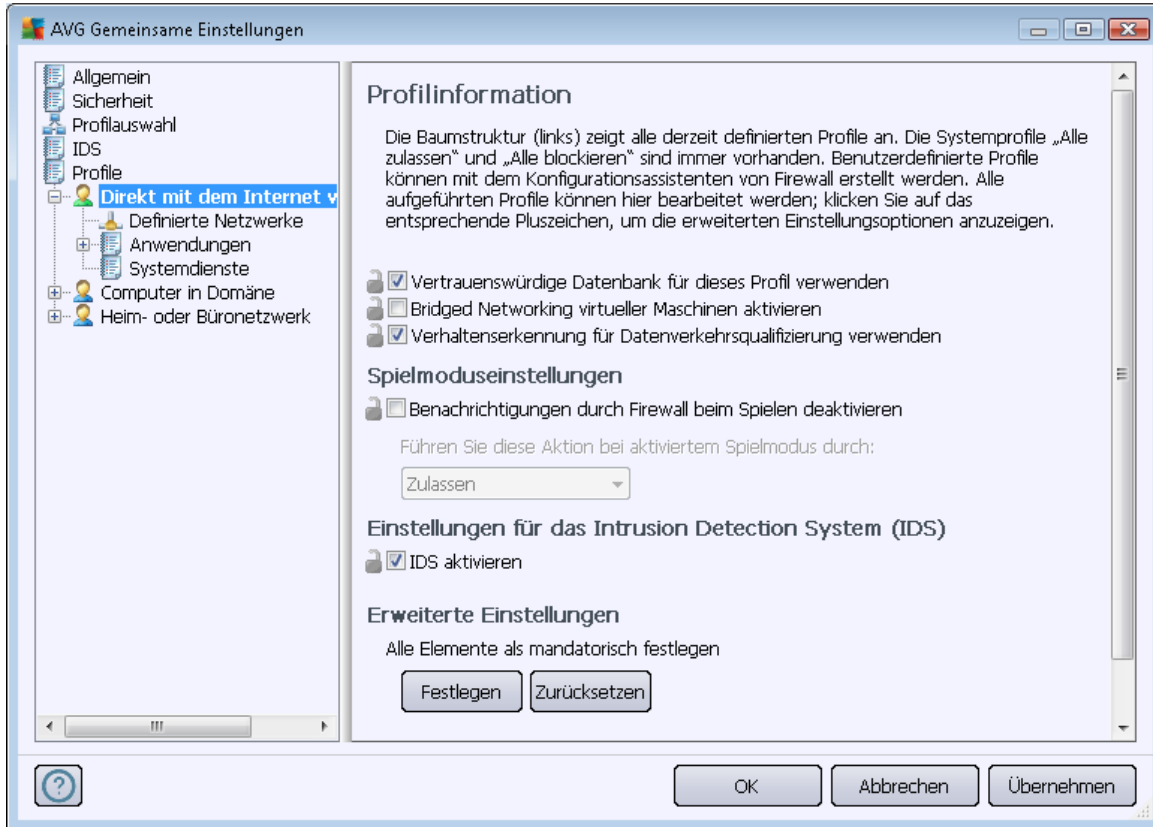 AVG Gemeinsame Einstellungen
Allgemein
Sicherheit
Profilauswahl
IDS
Profile
Direkt mit dem Internet v
Definierte Netzwerke
Anwendungen
Systemdienste
Computer in Domäne
Heim- oder Büronetzwerk
Profilinformation
Die Baumstruktur (links) zeigt alle derzeit definierten Profile an. Die Systemprofile „Alle
zulassen“ und „Alle blockieren“ sind immer vorhanden. Benutzerdefinierte Profile
können mit dem Konfigurationsassistenten von Firewall erstellt werden. Alle
aufgeführten Profile können hier bearbeitet werden; klicken Sie auf das
entsprechende Pluszeichen, um die erweiterten Einstellungsoptionen anzuzeigen.
Vertrauenswürdige Datenbank für dieses Profil verwenden
Bridged Networking virtueller Maschinen aktivieren
Verhaltenserkennung für Datenverkehrsqualifizierung verwenden
Spielmoduseinstellungen
Benachrichtigungen durch Firewall beim Spielen deaktivieren
Führen Sie diese Aktion bei aktiviertem Spielmodus durch:
Zulassen
Einstellungen für das Intrusion Detection System (IDS)
IDS aktivieren
Erweiterte Einstellungen
Alle Elemente als mandatorisch festlegen
Festlegen
Zurücksetzen
OK
Abbrechen
Übernehmen